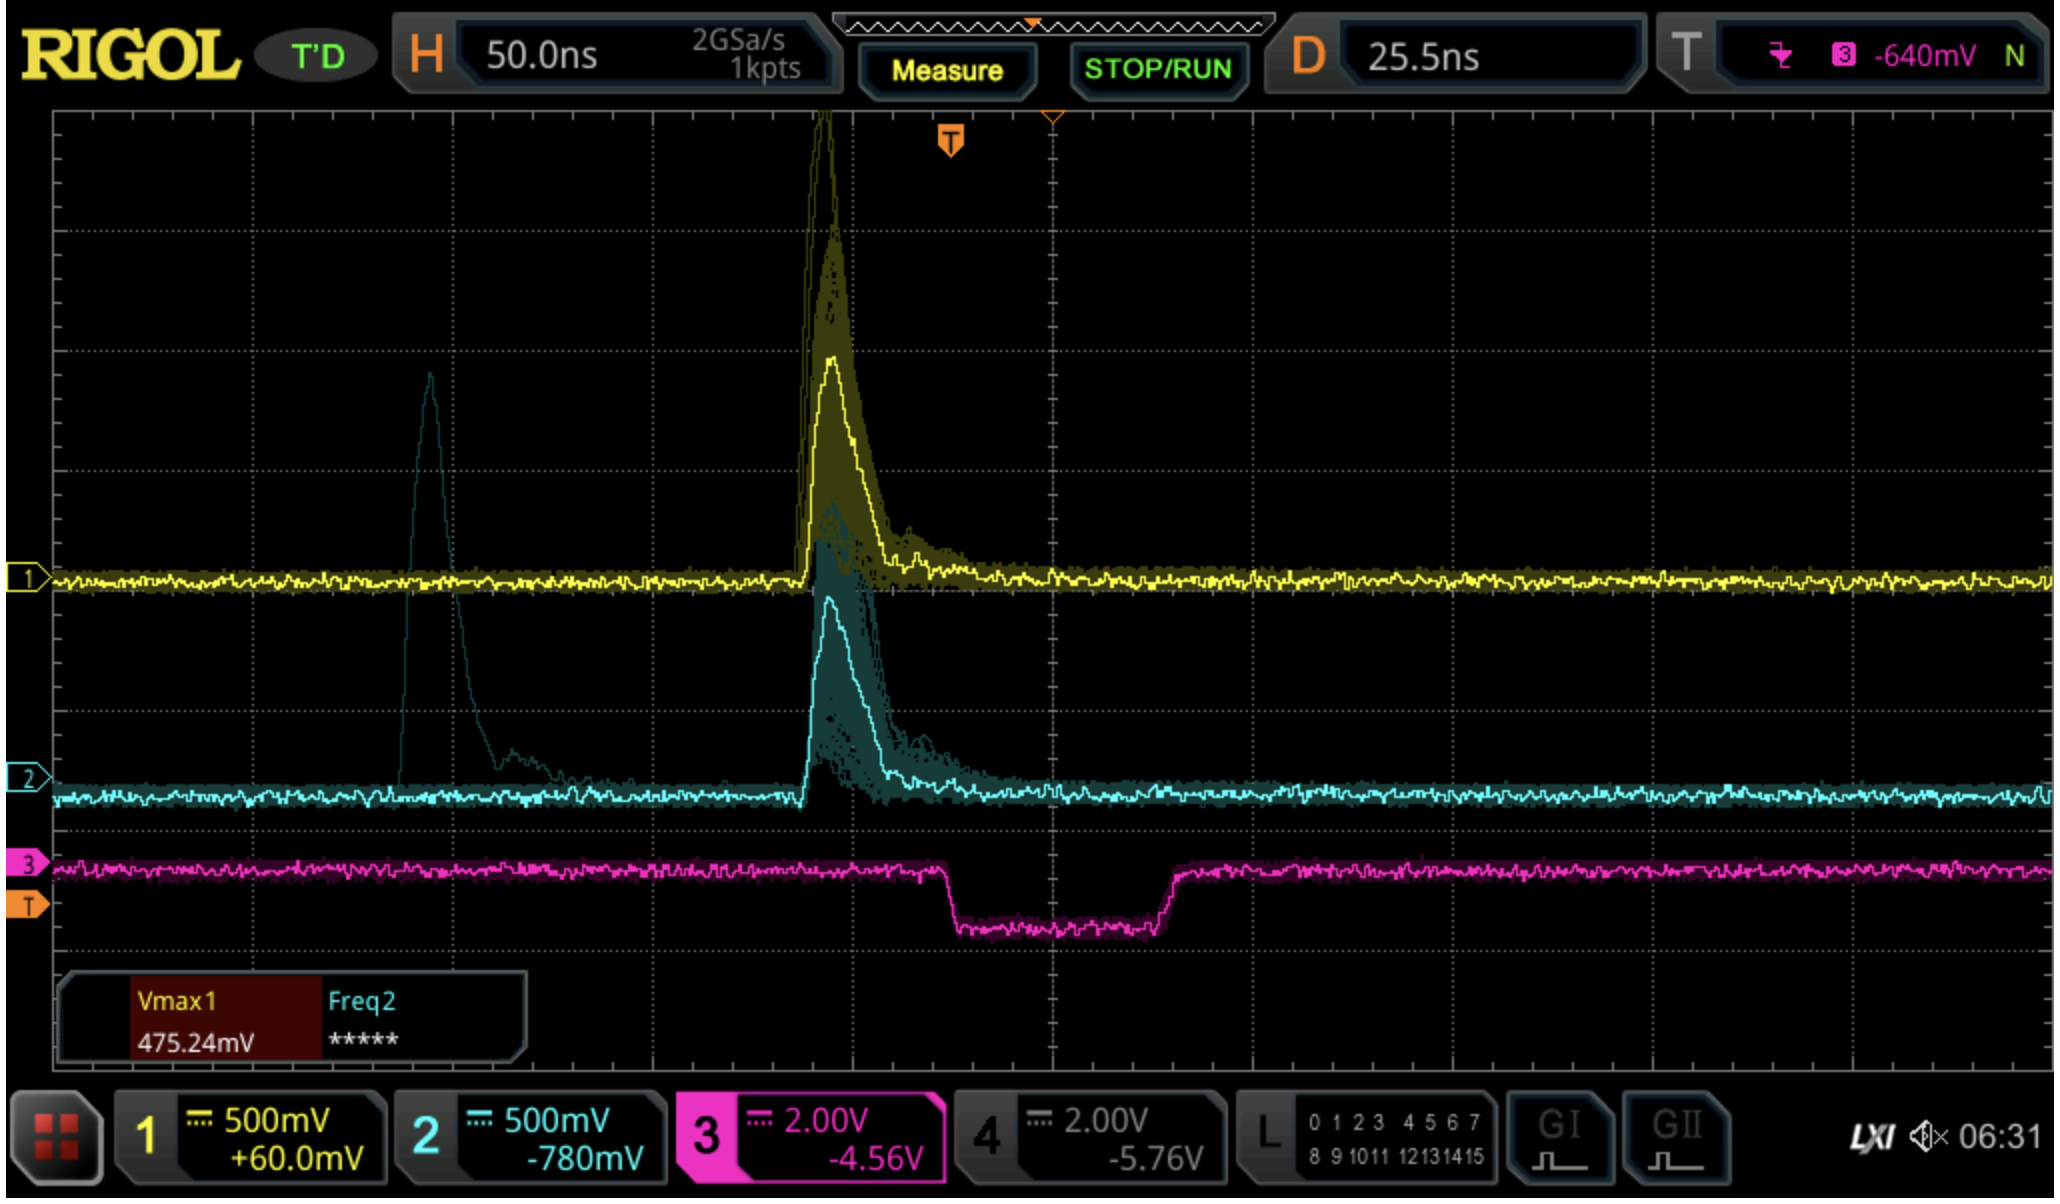 RIGOL T'D H 50.0ns 2GSa/s Measure STOP/RUN D 25.5ns T 3 -640mV N
1kpts
T
1
2
3
T
Vmax1 Freq2
475.24mV *****
1 500mV 2 500mV 3 2.00V 4 2.00V L 0 1 2 3 4 5 6 7 GI GII LXI 06:31
+60.0mV -780mV -4.56V -5.76V 8 9 10 11 12 13 14 15